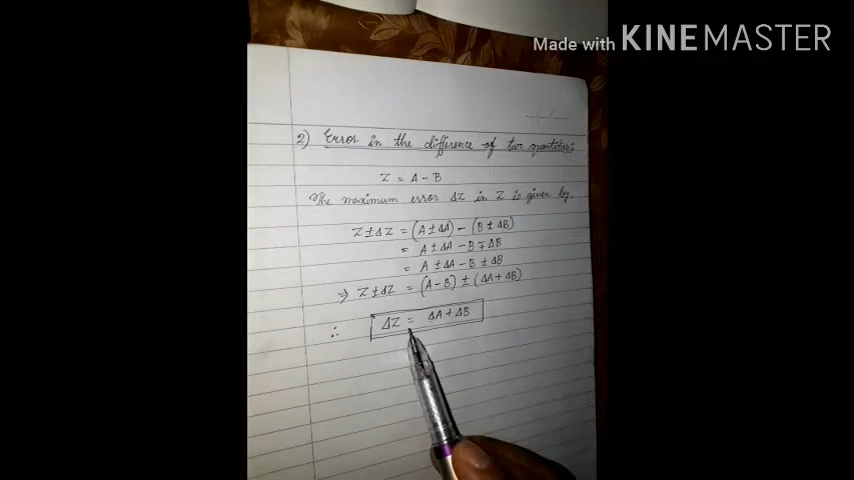 Made with KINEMASTER
2) Error in the difference of two quantities:
Z = A - B
The maximum error ΔZ in Z is given by,
Z ± ΔZ = (A ± ΔA) - (B ± ΔB)
= A ± ΔA - B ∓ ΔB
= A ± ΔA - B ± ΔB
⇒ Z ± ΔZ = (A - B) ± (ΔA + ΔB)
∴ ΔZ = ΔA + ΔB